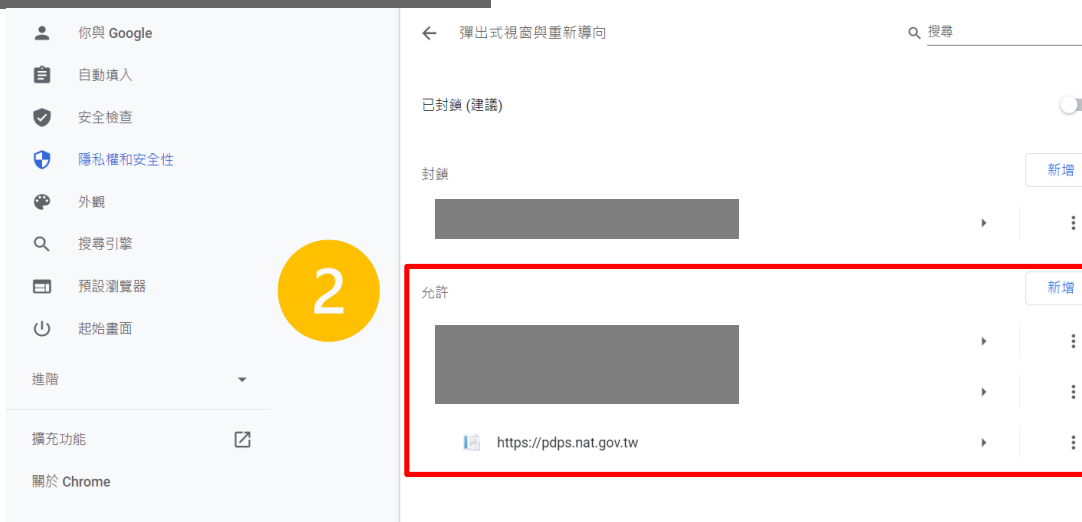 你與 Google
自動填入
安全檢查
隱私權和安全性
外觀
搜尋引擎
預設瀏覽器
起始畫面
進階
擴充功能
關於 Chrome
2
彈出式視窗與重新導向
搜尋
已封鎖 (建議)
封鎖
新增
允許
新增
https://pdps.nat.gov.tw